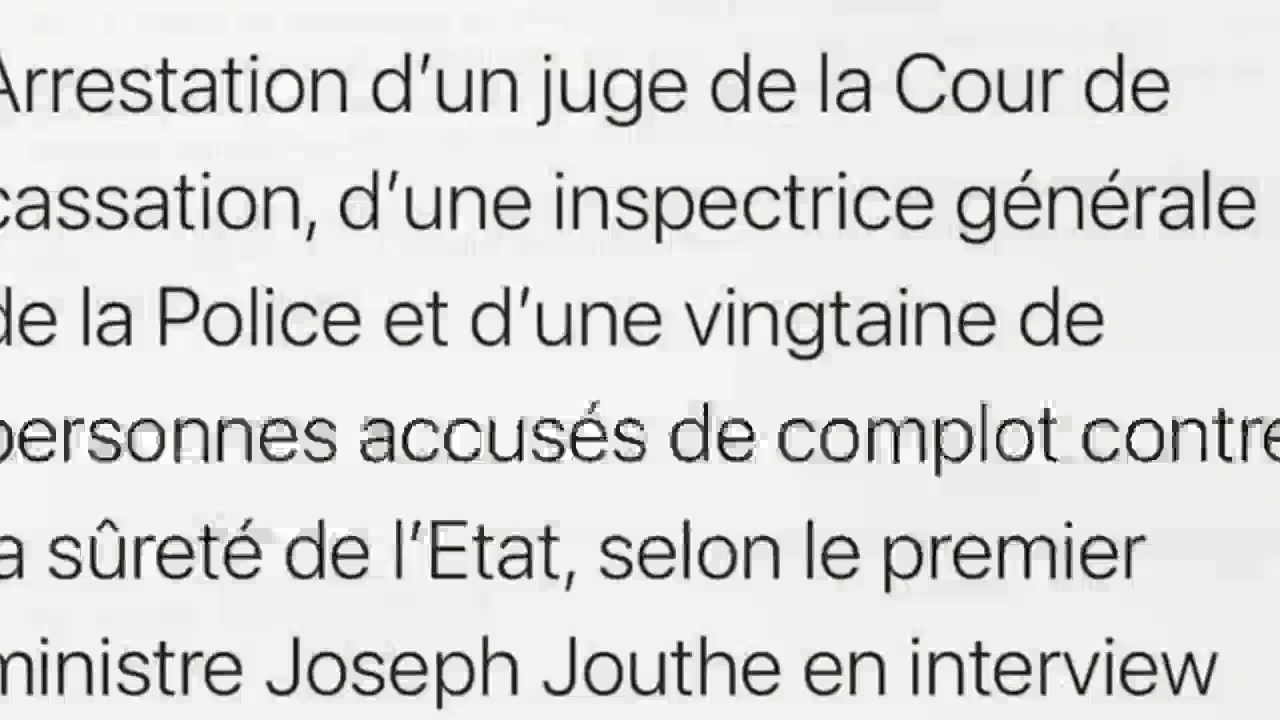 Arrestation d’un juge de la Cour de
cassation, d’une inspectrice générale
de la Police et d’une vingtaine de
personnes accusés de complot contre
la sûreté de l’Etat, selon le premier
ministre Joseph Jouthe en interview